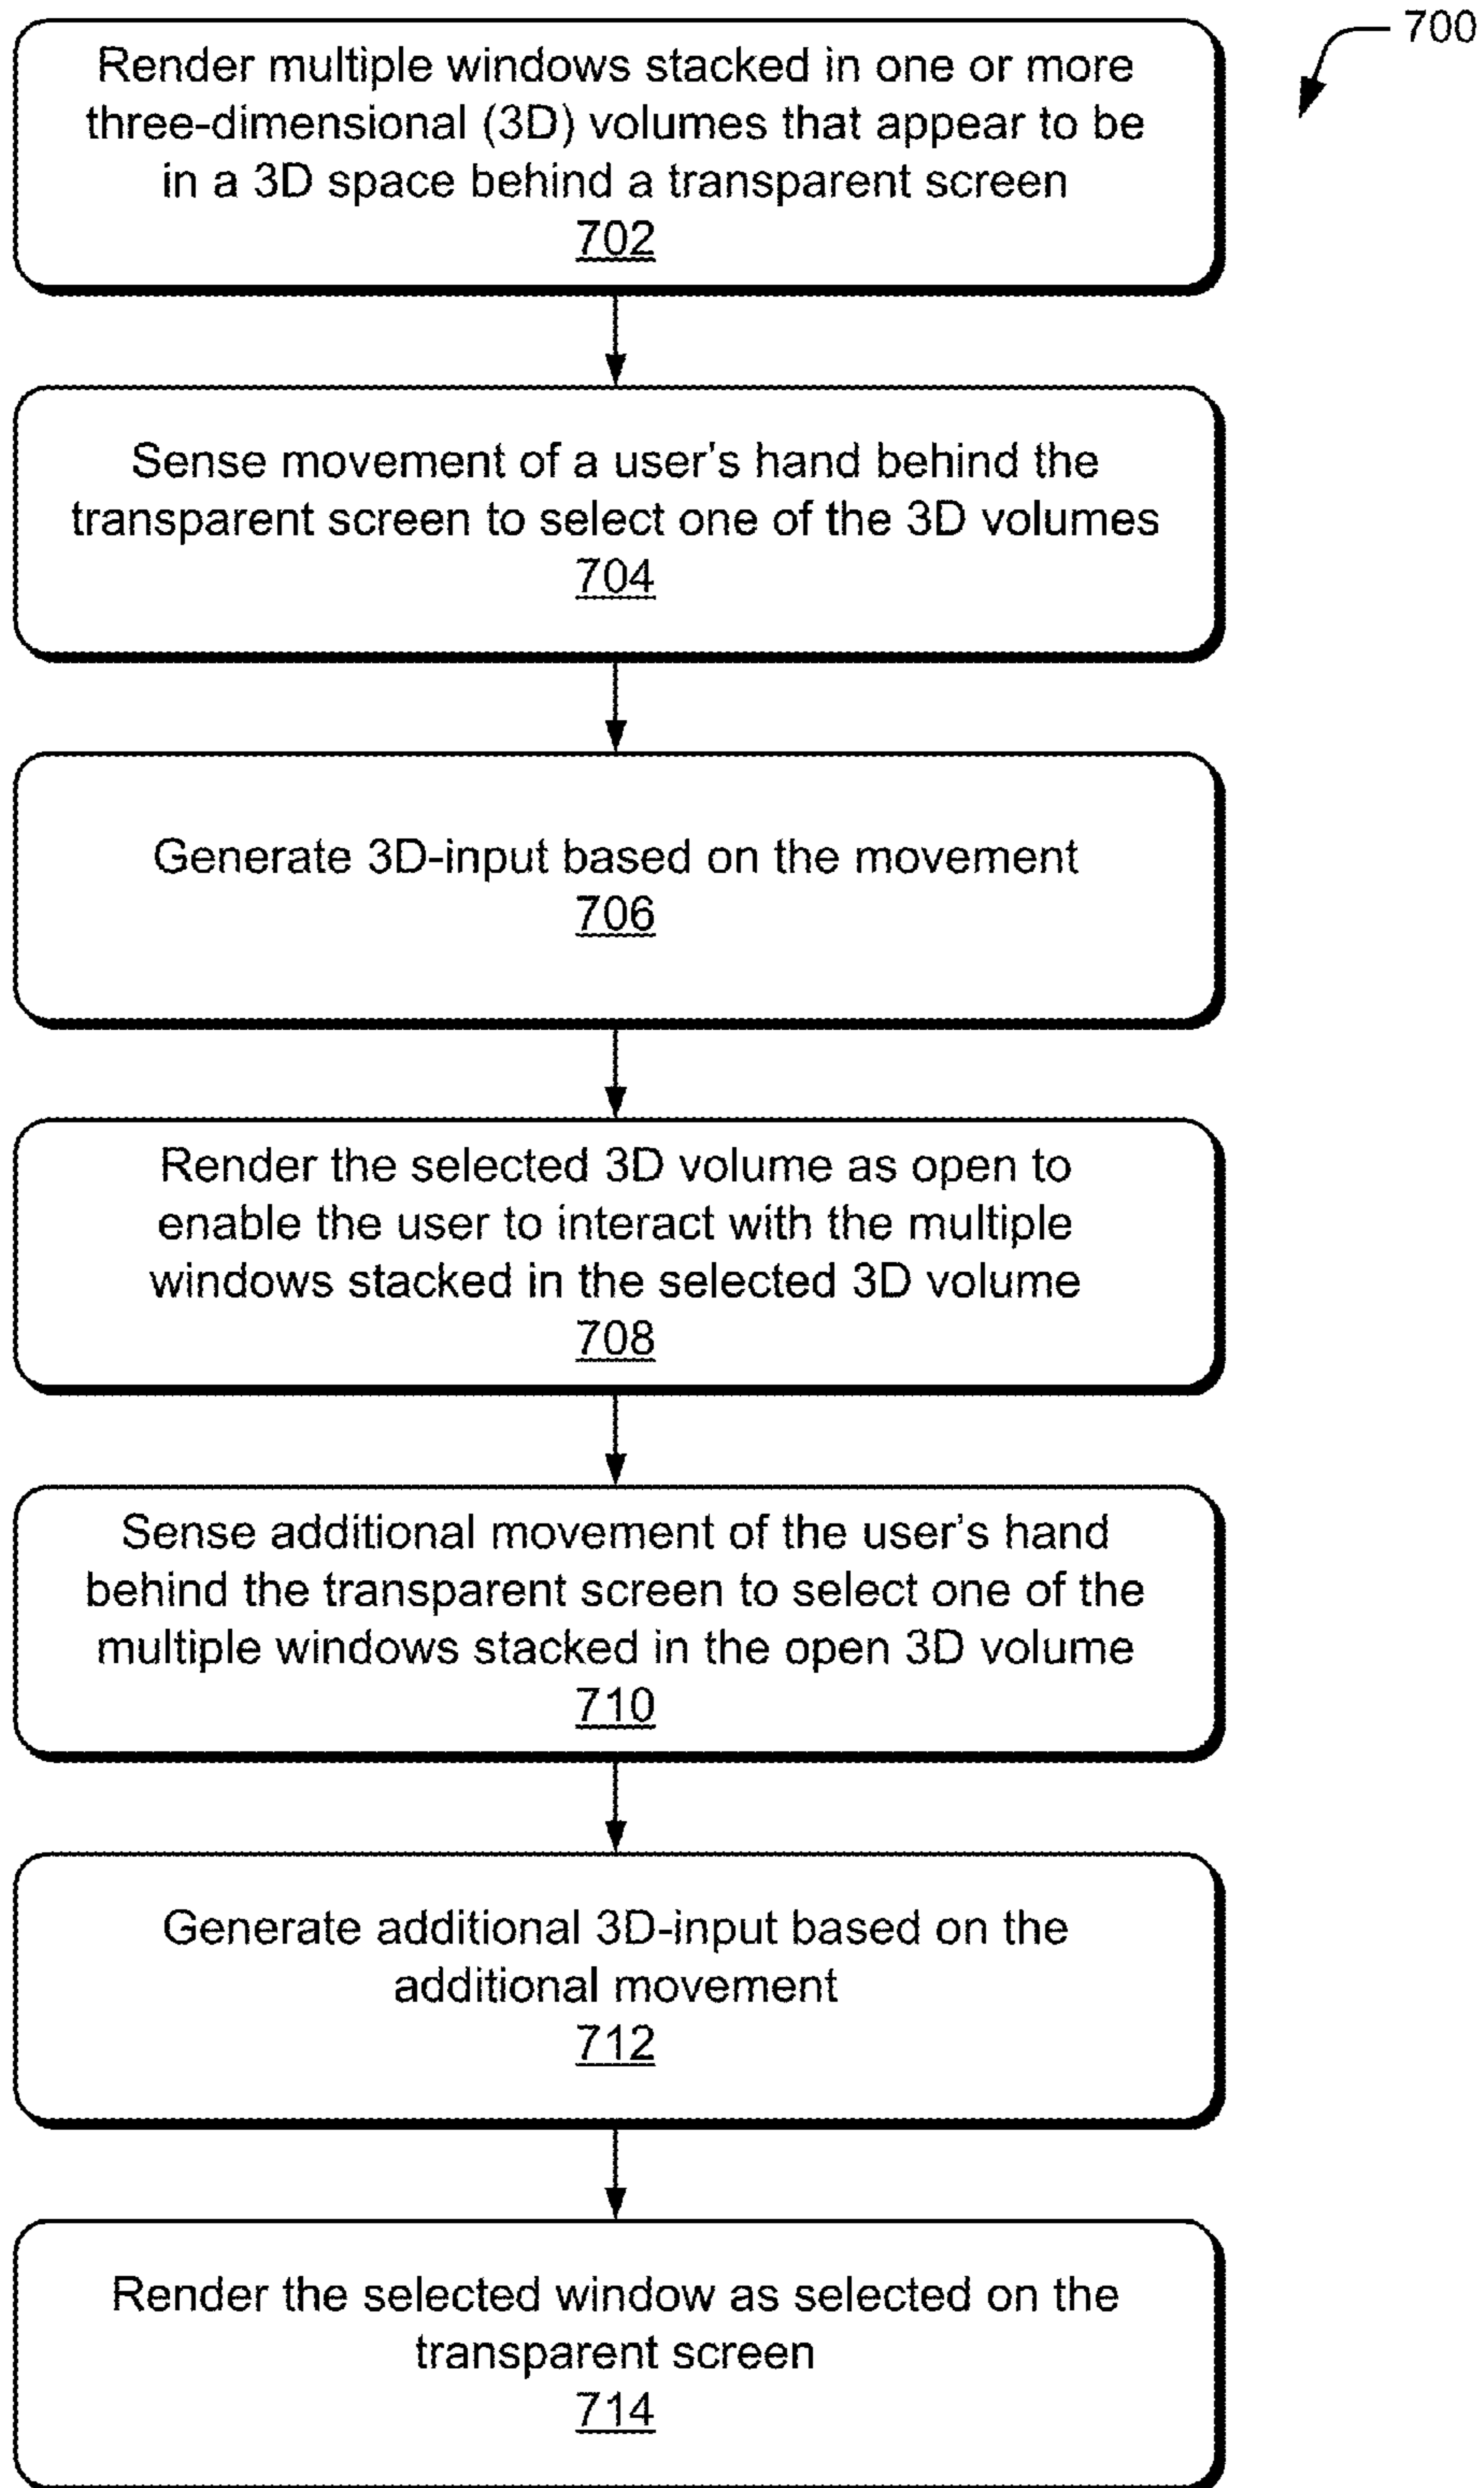 700
Render multiple windows stacked in one or more
three-dimensional (3D) volumes that appear to be
in a 3D space behind a transparent screen
702
Sense movement of a user's hand behind the
transparent screen to select one of the 3D volumes
704
Generate 3D-input based on the movement
706
Render the selected 3D volume as open to
enable the user to interact with the multiple
windows stacked in the selected 3D volume
708
Sense additional movement of the user's hand
behind the transparent screen to select one of the
multiple windows stacked in the open 3D volume
710
Generate additional 3D-input based on the
additional movement
712
Render the selected window as selected on the
transparent screen
714